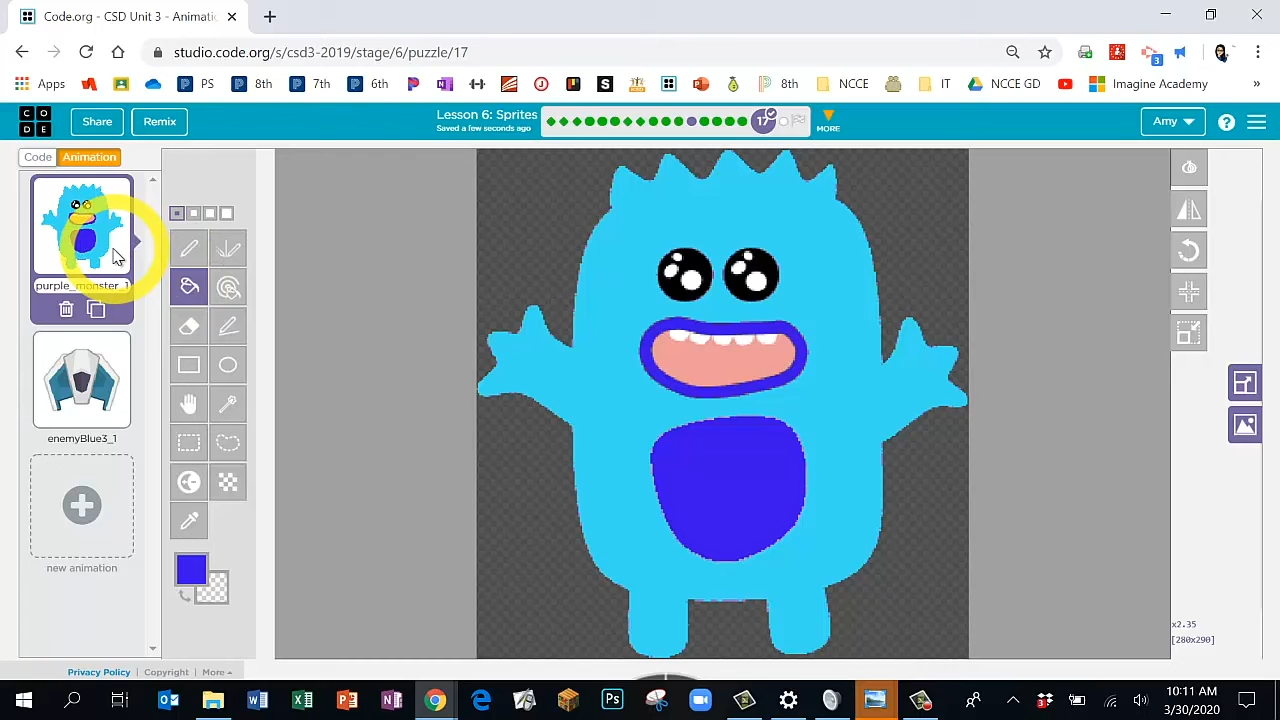 Code.org - CSD Unit 3 - Animatic
studio.code.org/s/csd3-2019/stage/6/puzzle/17
3
Apps
PS
8th
7th
6th
8th
NCCE
IT
NCCE GD
Imagine Academy
»
C O D E
Share
Remix
Lesson 6: Sprites
Saved a few seconds ago
17
MORE
Amy
?
Code
Animation
purple_monster_1
enemyBlue3_1
new animation
x2.35
[280x290]
Privacy Policy
Copyright
More
3
10:11 AM
3/30/2020